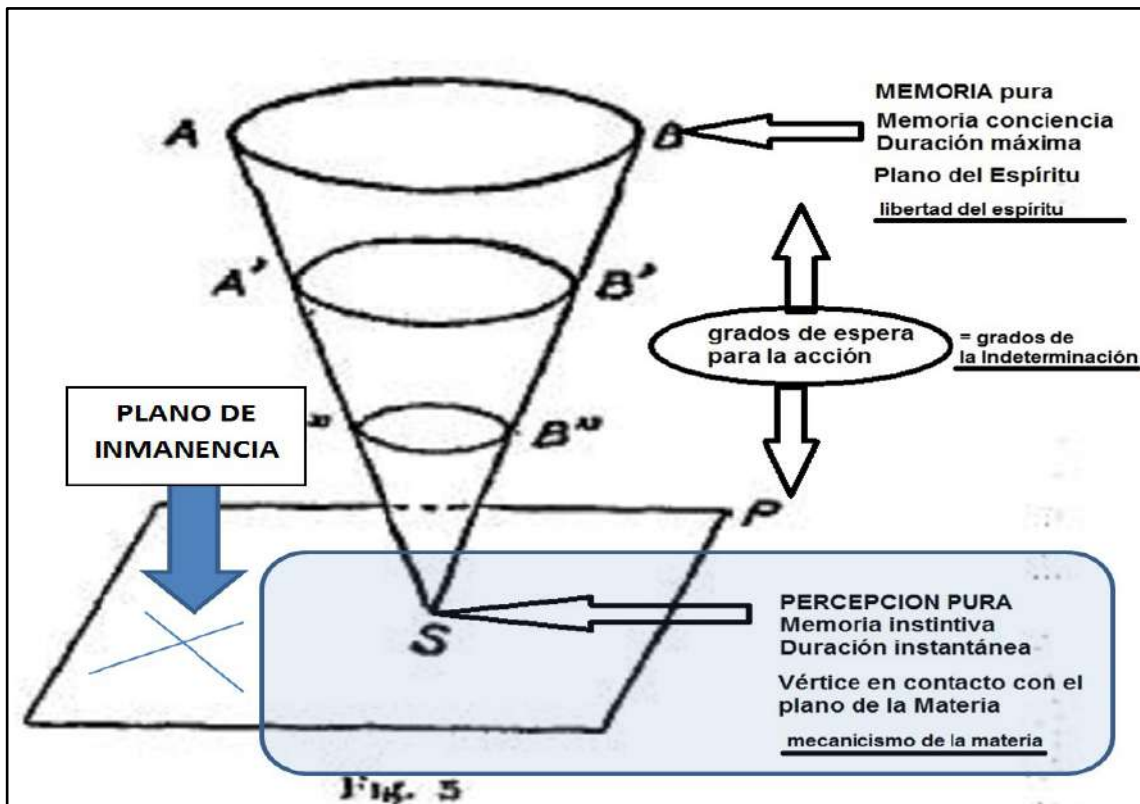 MEMORIA pura
A
B
Memoria conciencia
Duración máxima
Plano del Espíritu
libertad del espíritu
A'
B'
grados de espera
para la acción
= grados de
la Indeterminación
PLANO DE
INMANENCIA
B"
P
PERCEPCION PURA
Memoria instintiva
Duración instantánea
S
Vértice en contacto con el
plano de la Materia
mecanicismo de la materia
Fig. 5